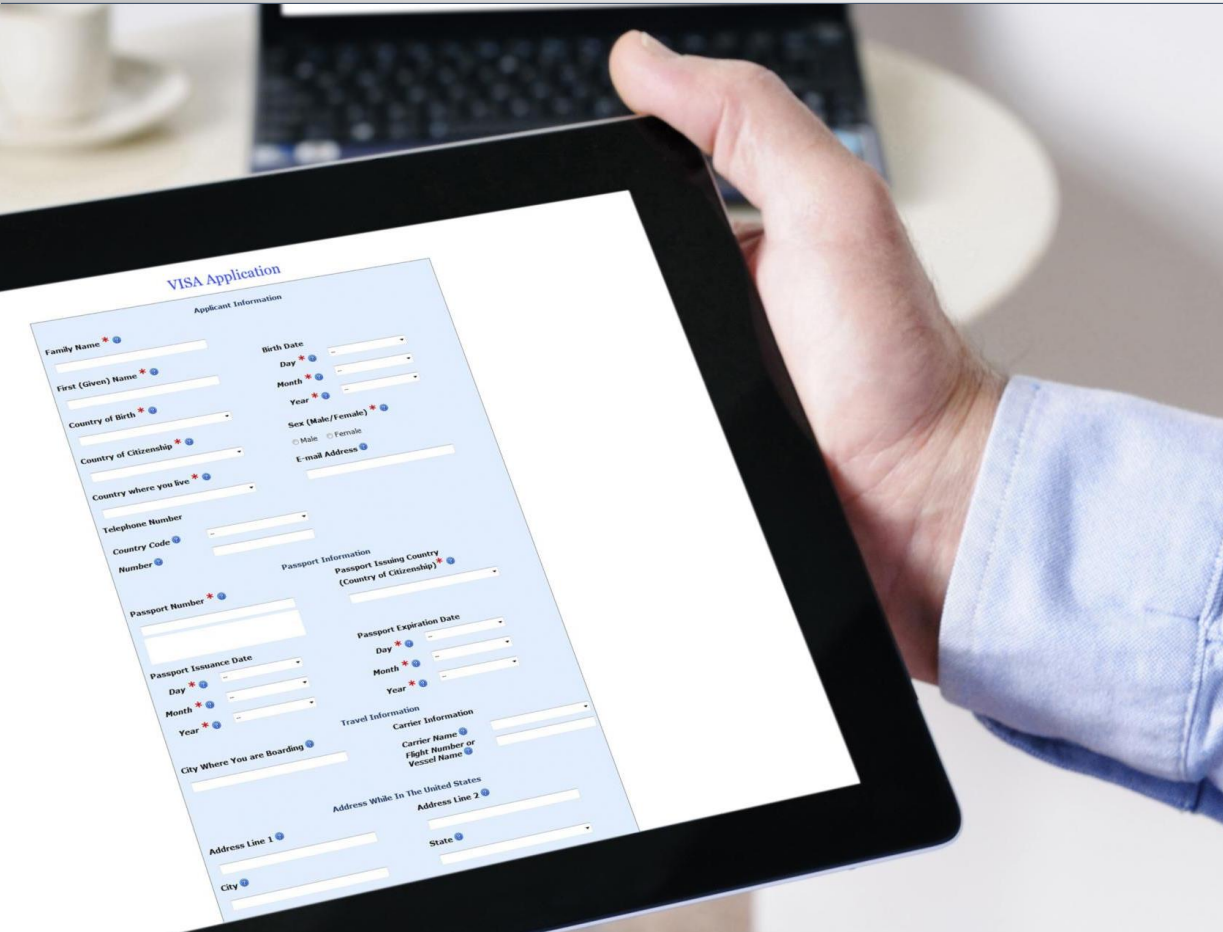 VISA Application
Applicant Information
Family Name *
First (Given) Name *
Country of Birth *
Country of Citizenship *
Country where you live *
Telephone Number
Country Code
Number
Birth Date
Day *
Month *
Year *
Sex (Male/Female) *
Male Female
E-mail Address
Passport Information
Passport Number *
Passport Issuing Country
(Country of Citizenship) *
Passport Issuance Date
Day *
Month *
Year *
Passport Expiration Date
Day *
Month *
Year *
Travel Information
City Where You are Boarding
Carrier Information
Carrier Name
Flight Number or
Vessel Name
Address While In The United States
Address Line 1
Address Line 2
City
State